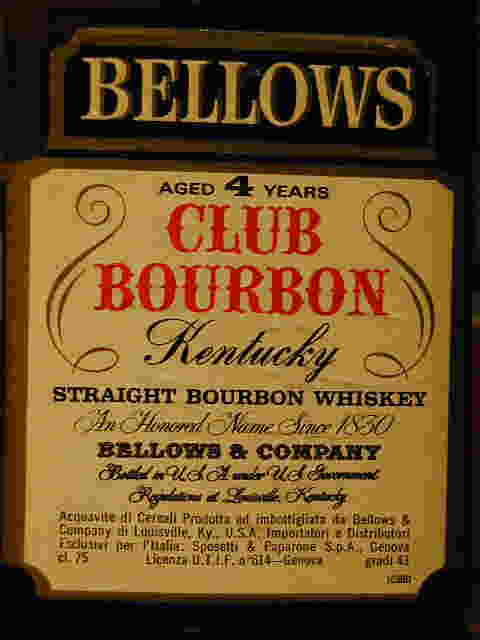 BELLOWS
AGED 4 YEARS
CLUB
BOURBON
Kentucky
STRAIGHT BOURBON WHISKEY
An Honored Name Since 1830
BELLOWS & COMPANY
Bottled in U.S.A. under U.S. Government
Regulations at Louisville, Kentucky
Acquavite di Cereali Prodotta ed imbottigliata da Bellows &
Company di Louisville, Ky., U.S.A. Importatori e Distributori
Esclusivi per l'Italia: Sposetti & Paparone S.p.A., Genova
cl. 75 Licenza U.T.I.F. n° 614-Genova gradi 43